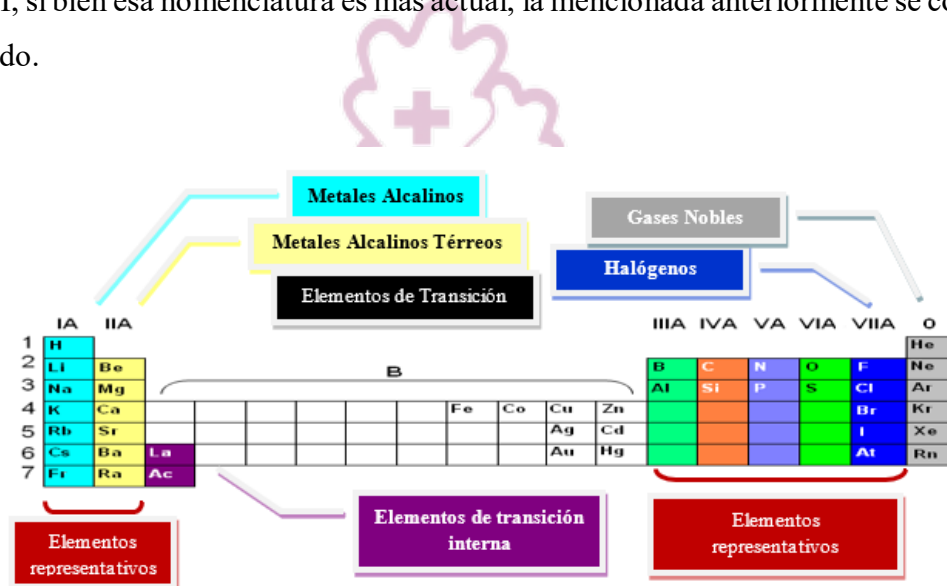 , si bien esa nomenclatura es más actual, la mencionada anteriormente se
do.
Metales Alcalinos
Gases Nobles
Metales Alcalinos Térreos
Halógenos
Elementos de Transición
IA IIA IIIA IVA VA VIA VIIA O
1 H He
2 Li Be B C N O F Ne
B
3 Na Mg Al Si P S Cl Ar
4 K Ca Fe Co Cu Zn Br Kr
5 Rb Sr Ag Cd I Xe
6 Cs Ba La Au Hg At Rn
7 Fr Ra Ac
Elementos de transición
interna
Elementos
representativos
Elementos
representativos